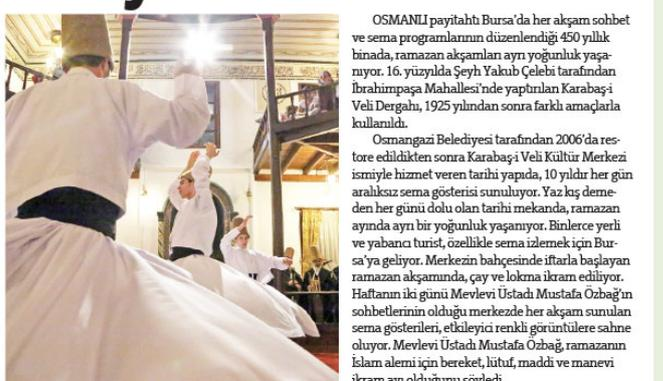 OSMANLI payitahtı Bursa'da her akşam sohbet
ve sema programlarının düzenlendiği 450 yıllık
binada, ramazan akşamları ayrı yoğunluk yaşa-
nıyor. 16. yüzyılda Şeyh Yakub Çelebi tarafından
İbrahimpaşa Mahallesi'nde yaptırılan Karabaş-i
Veli Dergahı, 1925 yılından sonra farklı amaçlarla
kullanıldı.
Osmangazi Belediyesi tarafından 2006'da res-
tore edildikten sonra Karabaş-i Veli Kültür Merkezi
ismiyle hizmet veren tarihi yapıda, 10 yıldır her gün
aralıksız sema gösterisi sunuluyor. Yaz kış deme-
den her günü dolu olan tarihi mekanda, ramazan
ayında ayrı bir yoğunluk yaşanıyor. Binlerce yerli
ve yabancı turist, özellikle sema izlemek için Bur-
sa'ya geliyor. Merkezin bahçesinde iftarla başlayan
ramazan akşamında, çay ve lokma ikram ediliyor.
Haftanın iki günü Mevlevi Üstadı Mustafa Özbağ'ın
sohbetlerinin olduğu merkezde her akşam sunulan
sema gösterileri, etkileyici renkli görüntülere sahne
oluyor. Mevlevi Üstadı Mustafa Özbağ, ramazanın
İslam alemi için bereket, lütuf, maddi ve manevi
ikram ayı olduğunu söyledi.